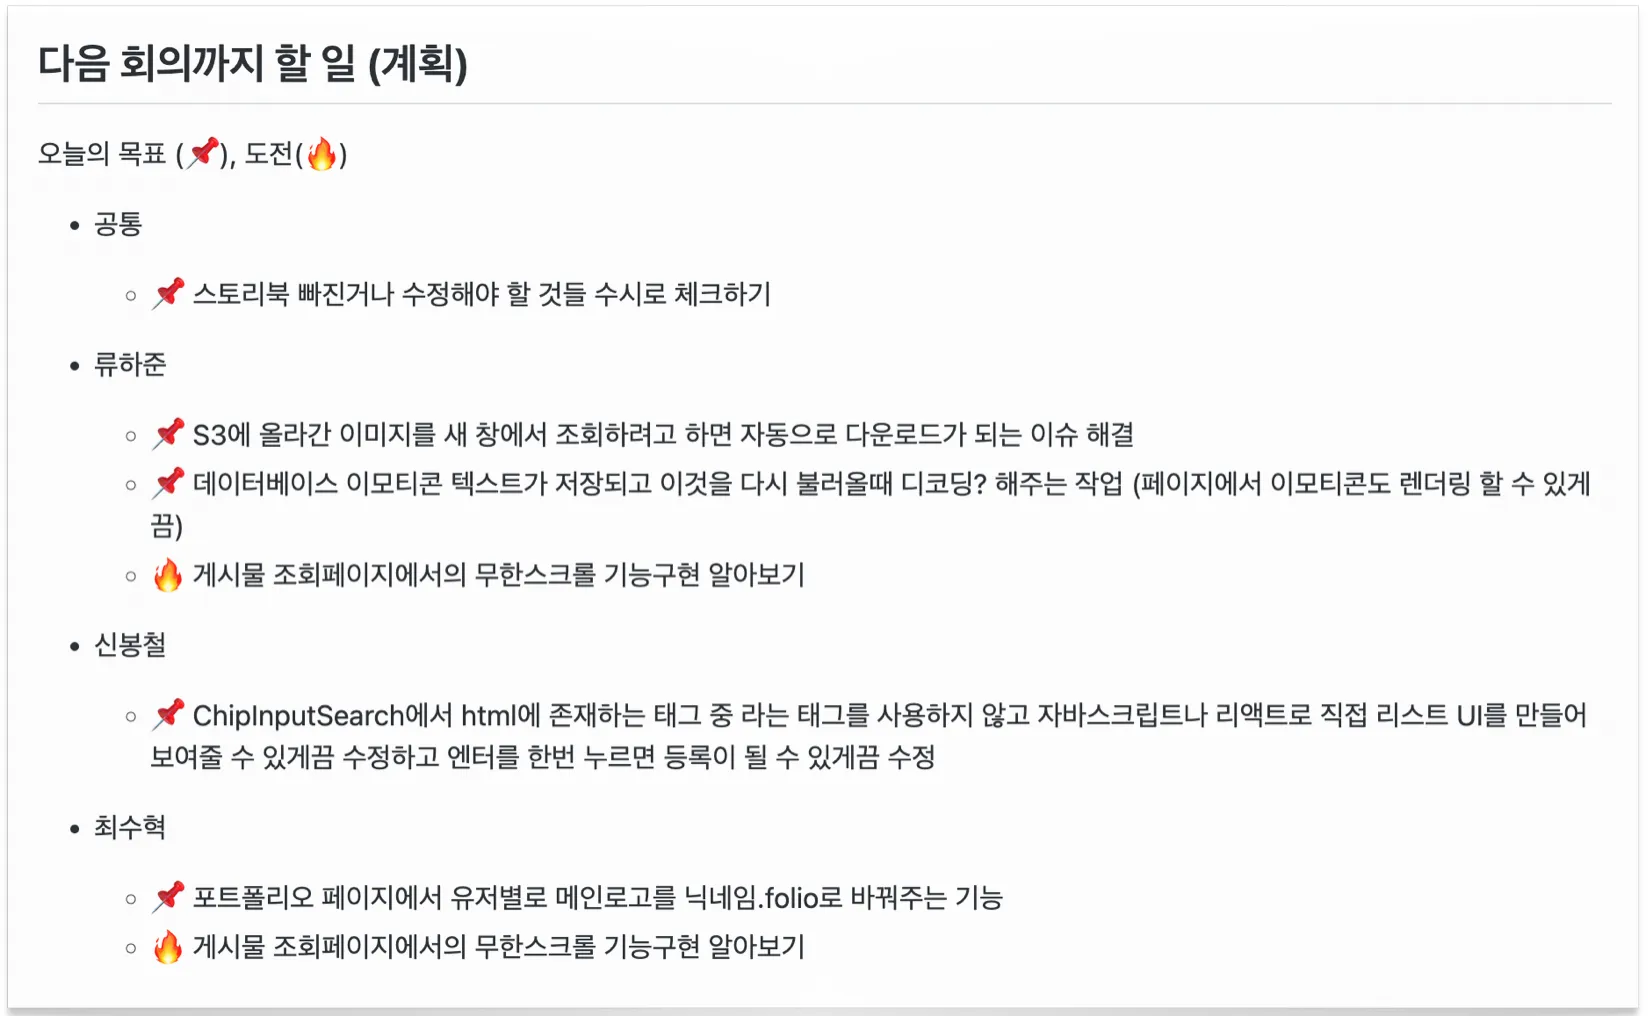 다음 회의까지 할 일 (계획)
오늘의 목표 (📌), 도전(🔥)
• 공통
◦ 📌 스토리북 빠진거나 수정해야 할 것들 수시로 체크하기
• 류하준
◦ 📌 S3에 올라간 이미지를 새 창에서 조회하려고 하면 자동으로 다운로드가 되는 이슈 해결
◦ 📌 데이터베이스 이모티콘 텍스트가 저장되고 이것을 다시 불러올때 디코딩? 해주는 작업 (페이지에서 이모티콘도 렌더링 할 수 있게
끔)
◦ 🔥 게시물 조회페이지에서의 무한스크롤 기능구현 알아보기
• 신봉철
◦ 📌 ChipInputSearch에서 html에 존재하는 태그 중 라는 태그를 사용하지 않고 자바스크립트나 리액트로 직접 리스트 UI를 만들어
보여줄 수 있게끔 수정하고 엔터를 한번 누르면 등록이 될 수 있게끔 수정
• 최수혁
◦ 📌 포트폴리오 페이지에서 유저별로 메인로고를 닉네임.folio로 바꿔주는 기능
◦ 🔥 게시물 조회페이지에서의 무한스크롤 기능구현 알아보기